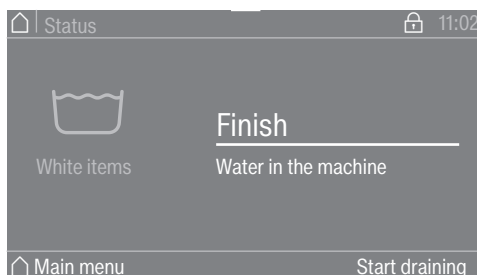 Status
11:02
Finish
White items
Water in the machine
Main menu
Start draining